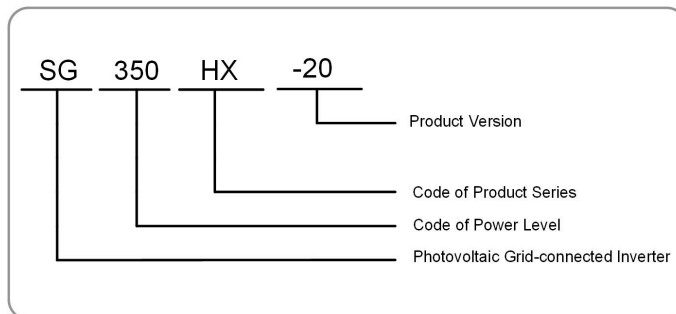 SG 350 HX -20
Product Version
Code of Product Series
Code of Power Level
Photovoltaic Grid-connected Inverter